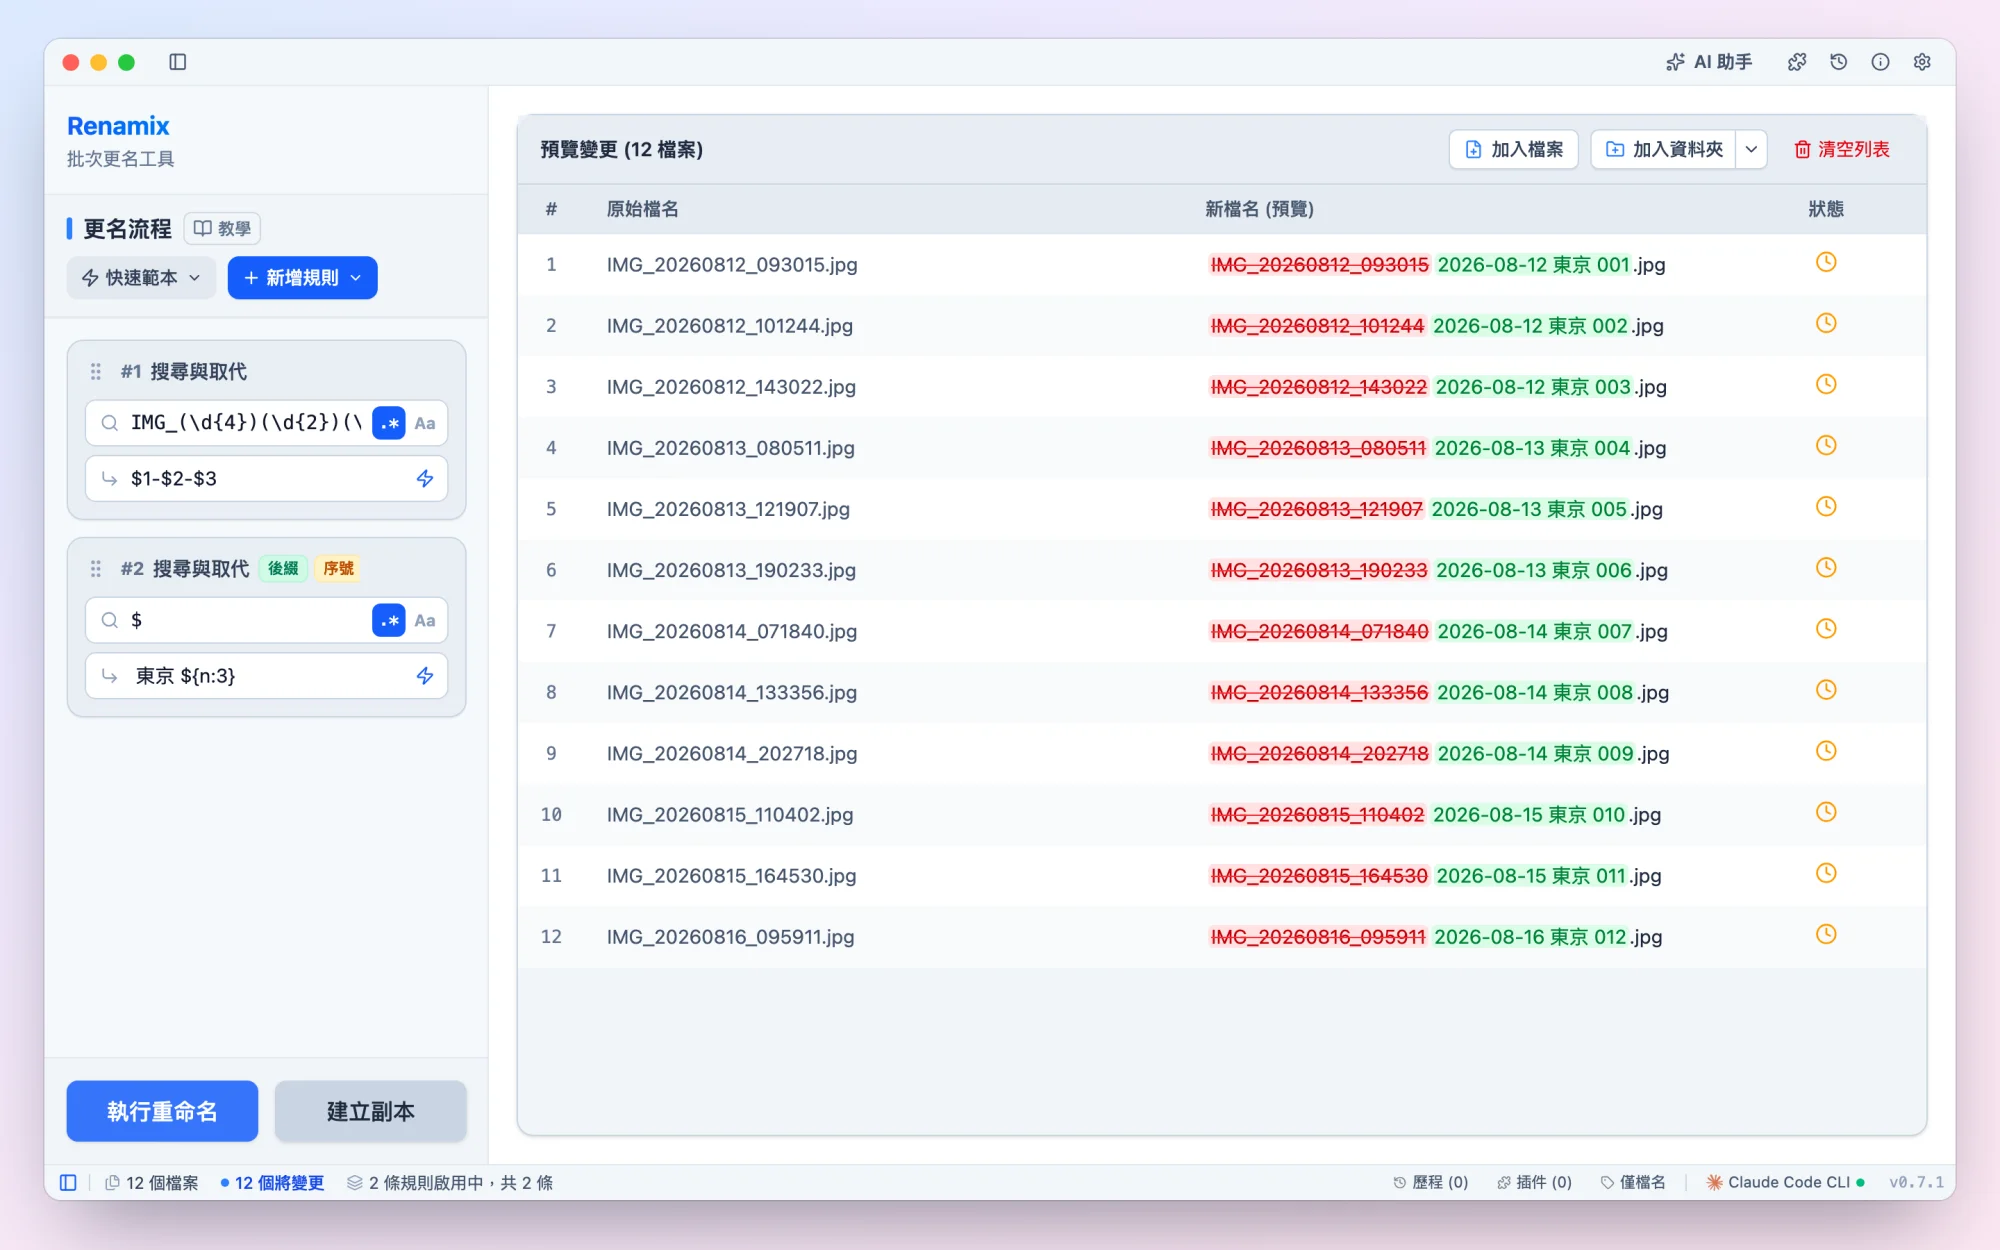 AI 助手
Renamix
批次更名工具
更名流程 教學
快速範本 新增規則
#1 搜尋與取代
IMG_(\d{4})(\d{2})(\ .* Aa
$1-$2-$3
#2 搜尋與取代 後綴 序號
$ .* Aa
東京 ${n:3}
執行重命名 建立副本
預覽變更 (12 檔案) 加入檔案 加入資料夾 清空列表
# 原始檔名 新檔名 (預覽) 狀態
1 IMG_20260812_093015.jpg IMG_20260812_093015 2026-08-12 東京 001.jpg
2 IMG_20260812_101244.jpg IMG_20260812_101244 2026-08-12 東京 002.jpg
3 IMG_20260812_143022.jpg IMG_20260812_143022 2026-08-12 東京 003.jpg
4 IMG_20260813_080511.jpg IMG_20260813_080511 2026-08-13 東京 004.jpg
5 IMG_20260813_121907.jpg IMG_20260813_121907 2026-08-13 東京 005.jpg
6 IMG_20260813_190233.jpg IMG_20260813_190233 2026-08-13 東京 006.jpg
7 IMG_20260814_071840.jpg IMG_20260814_071840 2026-08-14 東京 007.jpg
8 IMG_20260814_133356.jpg IMG_20260814_133356 2026-08-14 東京 008.jpg
9 IMG_20260814_202718.jpg IMG_20260814_202718 2026-08-14 東京 009.jpg
10 IMG_20260815_110402.jpg IMG_20260815_110402 2026-08-15 東京 010.jpg
11 IMG_20260815_164530.jpg IMG_20260815_164530 2026-08-15 東京 011.jpg
12 IMG_20260816_095911.jpg IMG_20260816_095911 2026-08-16 東京 012.jpg
12 個檔案 12 個將變更 2 條規則啟用中，共 2 條 歷程 (0) 插件 (0) 僅檔名 Claude Code CLI v0.7.1